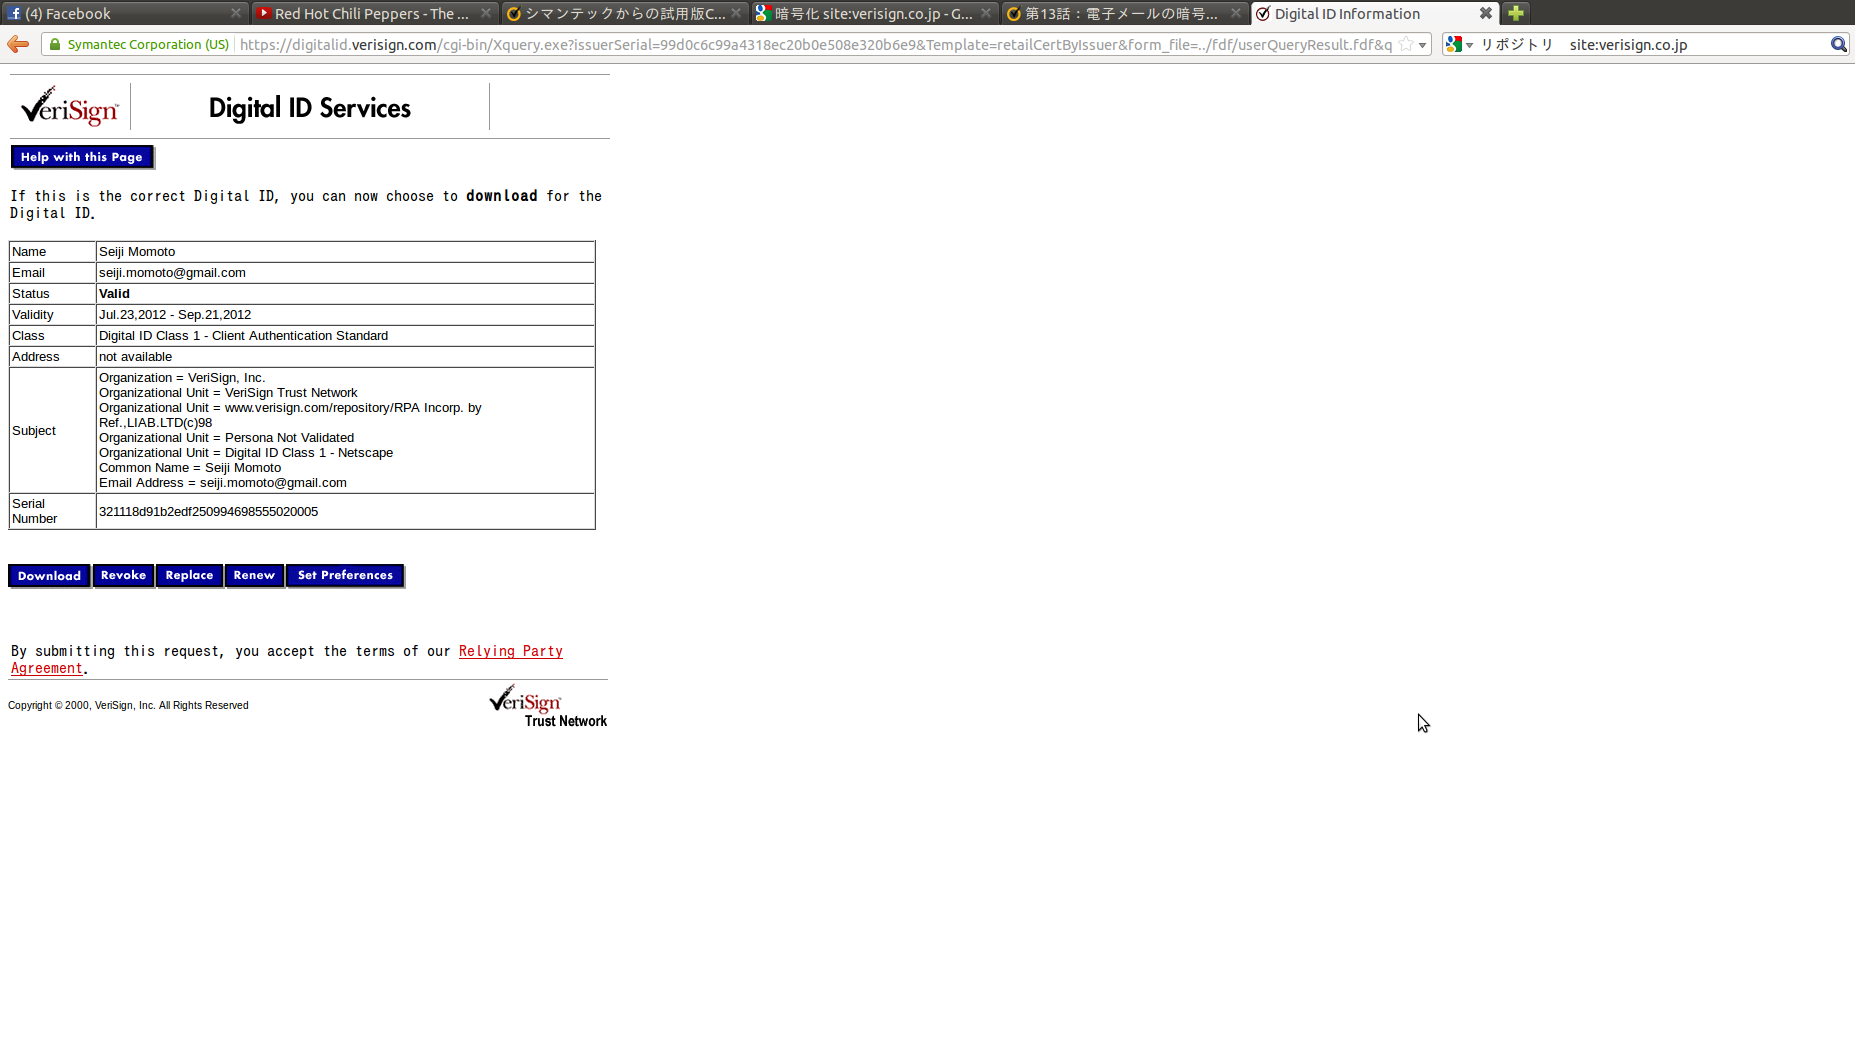 (4) Facebook
Red Hot Chili Peppers - The ...
シマンテックからの試用版C...
暗号化 site:verisign.co.jp - G...
第13話：電子メールの暗号...
Digital ID Information
Symantec Corporation (US)
https://digitalid.verisign.com/cgi-bin/Xquery.exe?issuerSerial=99d0c6c99a4318ec20b0e508e320b6e9&Template=retailCertByIssuer&form_file=../fdf/userQueryResult.fdf&q
リポジトリ　site:verisign.co.jp
VeriSign
Digital ID Services
Help with this Page
If this is the correct Digital ID, you can now choose to download for the
Digital ID.
Name Seiji Momoto
Email seiji.momoto@gmail.com
Status Valid
Validity Jul.23,2012 - Sep.21,2012
Class Digital ID Class 1 - Client Authentication Standard
Address not available
Subject
Organization = VeriSign, Inc.
Organizational Unit = VeriSign Trust Network
Organizational Unit = www.verisign.com/repository/RPA Incorp. by
Ref.,LIAB.LTD(c)98
Organizational Unit = Persona Not Validated
Organizational Unit = Digital ID Class 1 - Netscape
Common Name = Seiji Momoto
Email Address = seiji.momoto@gmail.com
Serial
Number
321118d91b2edf250994698555020005
Download Revoke Replace Renew Set Preferences
By submitting this request, you accept the terms of our Relying Party
Agreement.
Copyright © 2000, VeriSign, Inc. All Rights Reserved
VeriSign
Trust Network